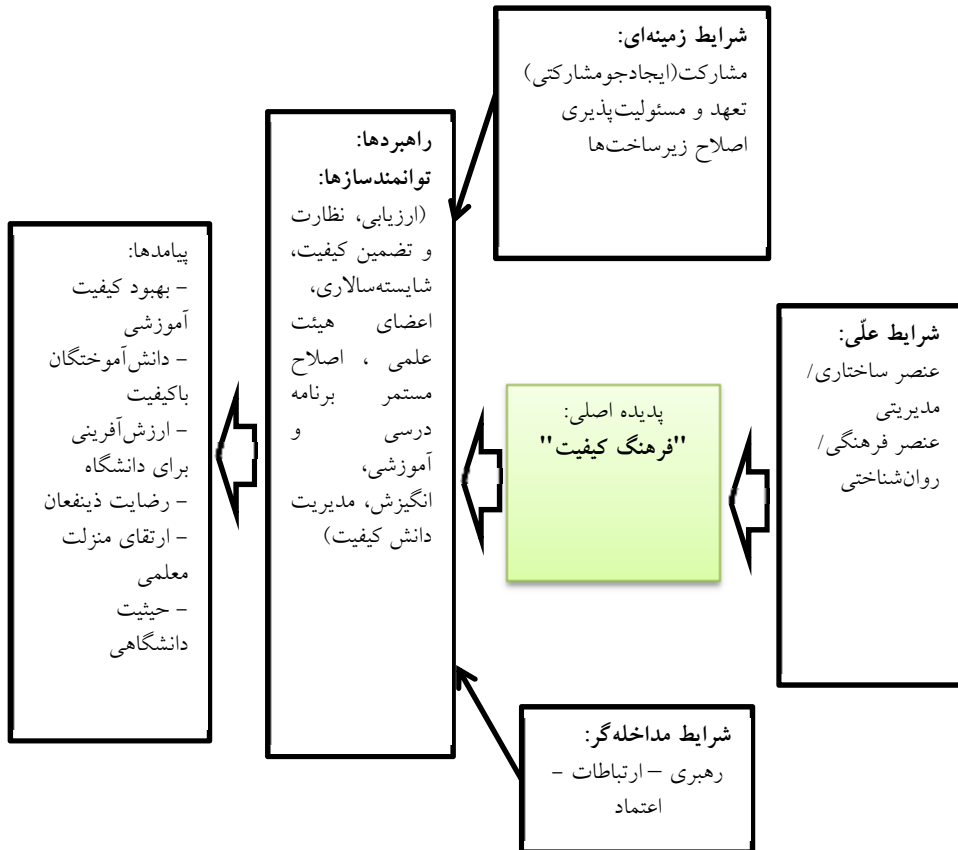 شرایط زمینه‌ای:
مشارکت(ایجادجومشارکتی)
تعهد و مسئولیت‌پذیری
اصلاح زیرساخت‌ها
شرایط علّی:
عنصر ساختاری/
مدیریتی
عنصر فرهنگی/
روان‌شناختی
پدیده اصلی:
"فرهنگ کیفیت"
راهبردها:
توانمندسازها:
(ارزیابی، نظارت
و تضمین کیفیت،
شایسته‌سالاری،
اعضای هیئت
علمی ، اصلاح
مستمر برنامه
درسی و
آموزشی،
انگیزش، مدیریت
دانش کیفیت)
شرایط مداخله‌گر:
رهبری – ارتباطات -
اعتماد
پیامدها:
- بهبود کیفیت
آموزشی
- دانش‌آموختگان
باکیفیت
- ارزش‌آفرینی
برای دانشگاه
- رضایت ذینفعان
- ارتقای منزلت
معلمی
- حیثیت
دانشگاهی